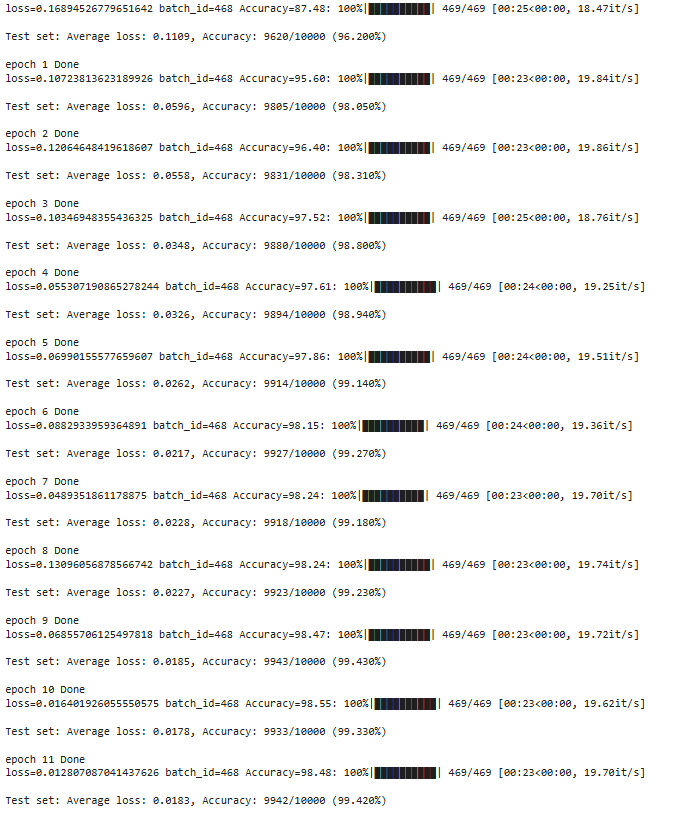 loss=0.16894526779651642 batch_id=468 Accuracy=87.48: 100%|██████████| 469/469 [00:25<00:00, 18.47it/s]
Test set: Average loss: 0.1109, Accuracy: 9620/10000 (96.200%)
epoch 1 Done
loss=0.10723813623189926 batch_id=468 Accuracy=95.60: 100%|██████████| 469/469 [00:23<00:00, 19.84it/s]
Test set: Average loss: 0.0596, Accuracy: 9805/10000 (98.050%)
epoch 2 Done
loss=0.12064648419618607 batch_id=468 Accuracy=96.40: 100%|██████████| 469/469 [00:23<00:00, 19.86it/s]
Test set: Average loss: 0.0558, Accuracy: 9831/10000 (98.310%)
epoch 3 Done
loss=0.10346948355436325 batch_id=468 Accuracy=97.52: 100%|██████████| 469/469 [00:25<00:00, 18.76it/s]
Test set: Average loss: 0.0348, Accuracy: 9880/10000 (98.800%)
epoch 4 Done
loss=0.055307190865278244 batch_id=468 Accuracy=97.61: 100%|██████████| 469/469 [00:24<00:00, 19.25it/s]
Test set: Average loss: 0.0326, Accuracy: 9894/10000 (98.940%)
epoch 5 Done
loss=0.06990155577659607 batch_id=468 Accuracy=97.86: 100%|██████████| 469/469 [00:24<00:00, 19.51it/s]
Test set: Average loss: 0.0262, Accuracy: 9914/10000 (99.140%)
epoch 6 Done
loss=0.0882933959364891 batch_id=468 Accuracy=98.15: 100%|██████████| 469/469 [00:24<00:00, 19.36it/s]
Test set: Average loss: 0.0217, Accuracy: 9927/10000 (99.270%)
epoch 7 Done
loss=0.0489351861178875 batch_id=468 Accuracy=98.24: 100%|██████████| 469/469 [00:23<00:00, 19.70it/s]
Test set: Average loss: 0.0228, Accuracy: 9918/10000 (99.180%)
epoch 8 Done
loss=0.13096056878566742 batch_id=468 Accuracy=98.24: 100%|██████████| 469/469 [00:23<00:00, 19.74it/s]
Test set: Average loss: 0.0227, Accuracy: 9923/10000 (99.230%)
epoch 9 Done
loss=0.06855706125497818 batch_id=468 Accuracy=98.47: 100%|██████████| 469/469 [00:23<00:00, 19.72it/s]
Test set: Average loss: 0.0185, Accuracy: 9943/10000 (99.430%)
epoch 10 Done
loss=0.016401926055550575 batch_id=468 Accuracy=98.55: 100%|██████████| 469/469 [00:23<00:00, 19.62it/s]
Test set: Average loss: 0.0178, Accuracy: 9933/10000 (99.330%)
epoch 11 Done
loss=0.012807087041437626 batch_id=468 Accuracy=98.48: 100%|██████████| 469/469 [00:23<00:00, 19.70it/s]
Test set: Average loss: 0.0183, Accuracy: 9942/10000 (99.420%)